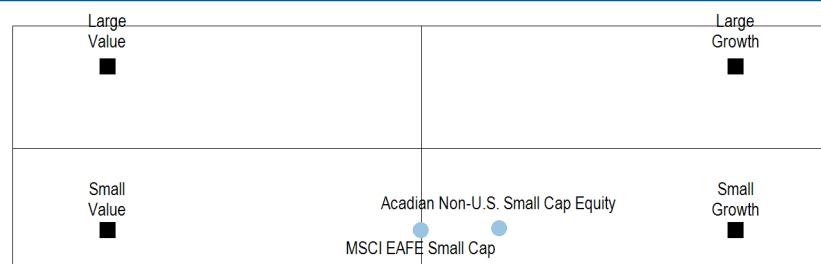 Large
Value
Large
Growth
Small
Value
Acadian Non-U.S. Small Cap Equity
Small
Growth
MSCI EAFE Small Cap